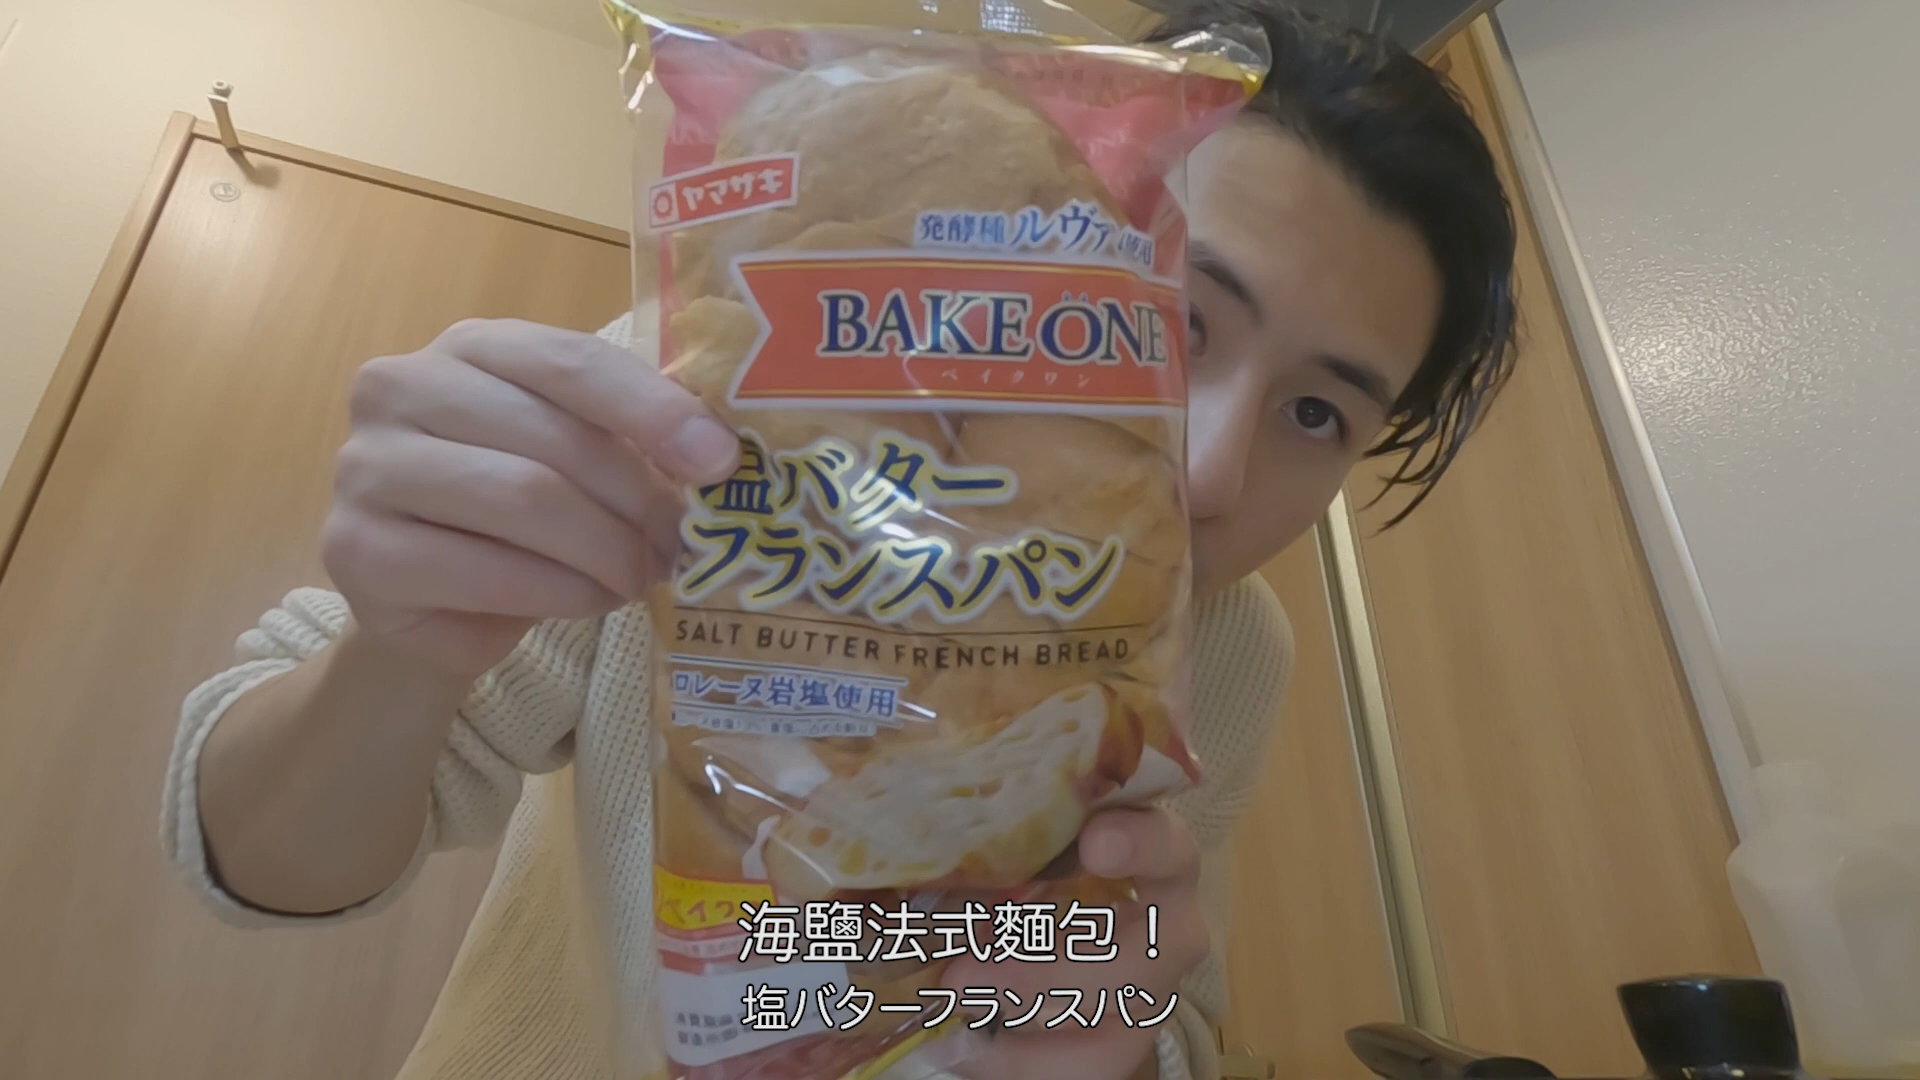 ヤマザキ
発酵種ルヴァン使用
BAKE ONE
ベイクワン
塩バター
フランスパン
SALT BUTTER FRENCH BREAD
ロレーヌ岩塩使用
ベイク
海鹽法式麵包！
塩バターフランスパン